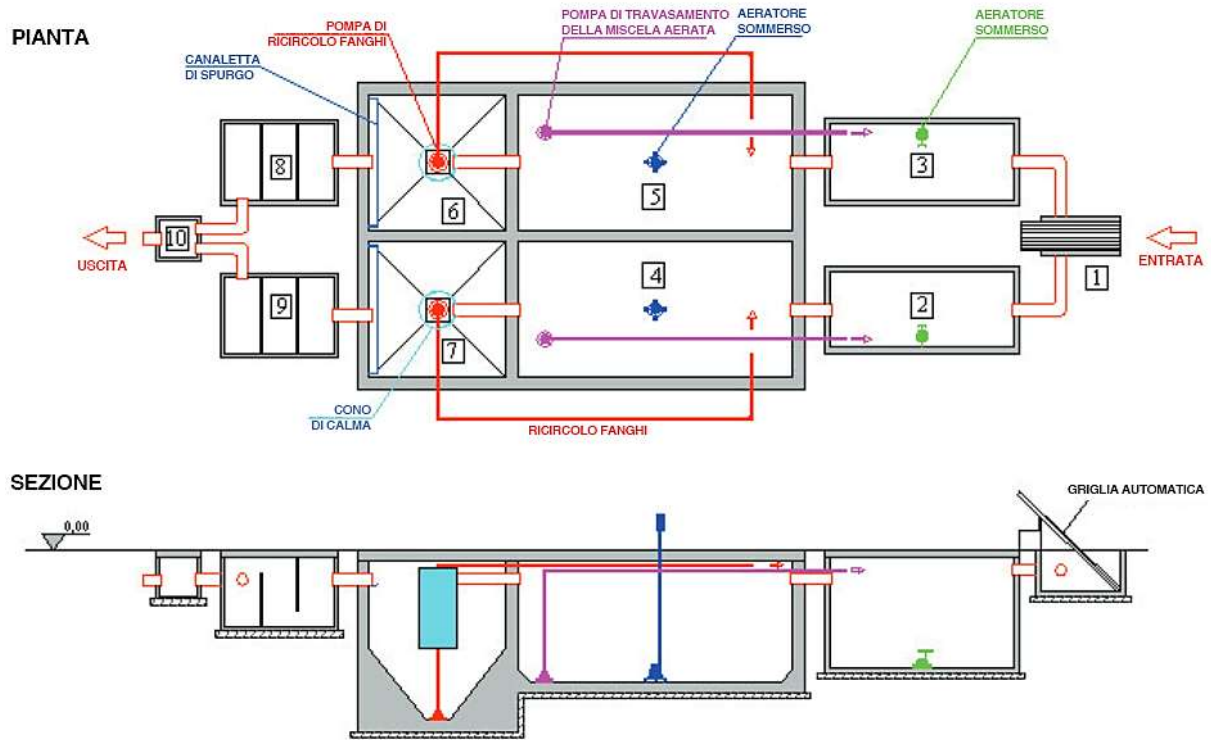 PIANTA
POMPA DI
RICIRCOLO FANGHI
POMPA DI TRAVASAMENTO
DELLA MISCELA AERATA
AERATORE
SOMMERSO
AERATORE
SOMMERSO
CANALETTA
DI SPURGO
8
6
5
3
10
USCITA
ENTRATA
1
9
7
4
2
CONO
DI CALMA
RICIRCOLO FANGHI
SEZIONE
GRIGLIA AUTOMATICA
0,00